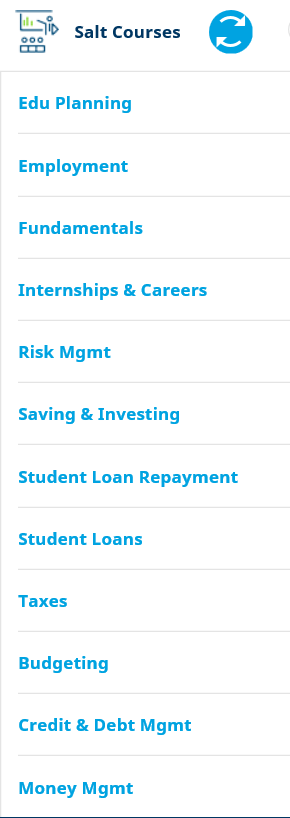 Salt Courses
Edu Planning
Employment
Fundamentals
Internships & Careers
Risk Mgmt
Saving & Investing
Student Loan Repayment
Student Loans
Taxes
Budgeting
Credit & Debt Mgmt
Money Mgmt